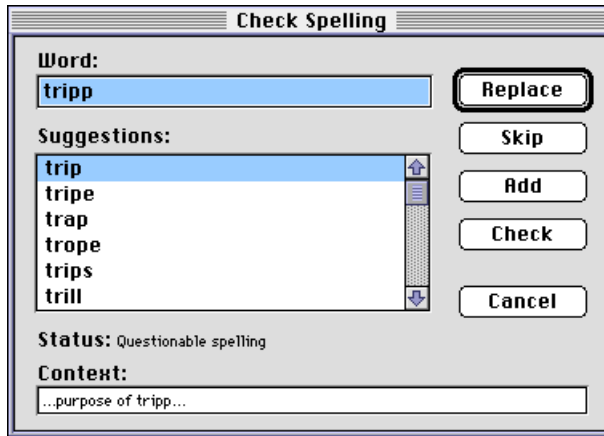 Check Spelling
Word:
tripp
Replace
Suggestions:
Skip
trip
tripe
Add
trap
trope
Check
trips
trill
Cancel
Status: Questionable spelling
Context:
...purpose of tripp...